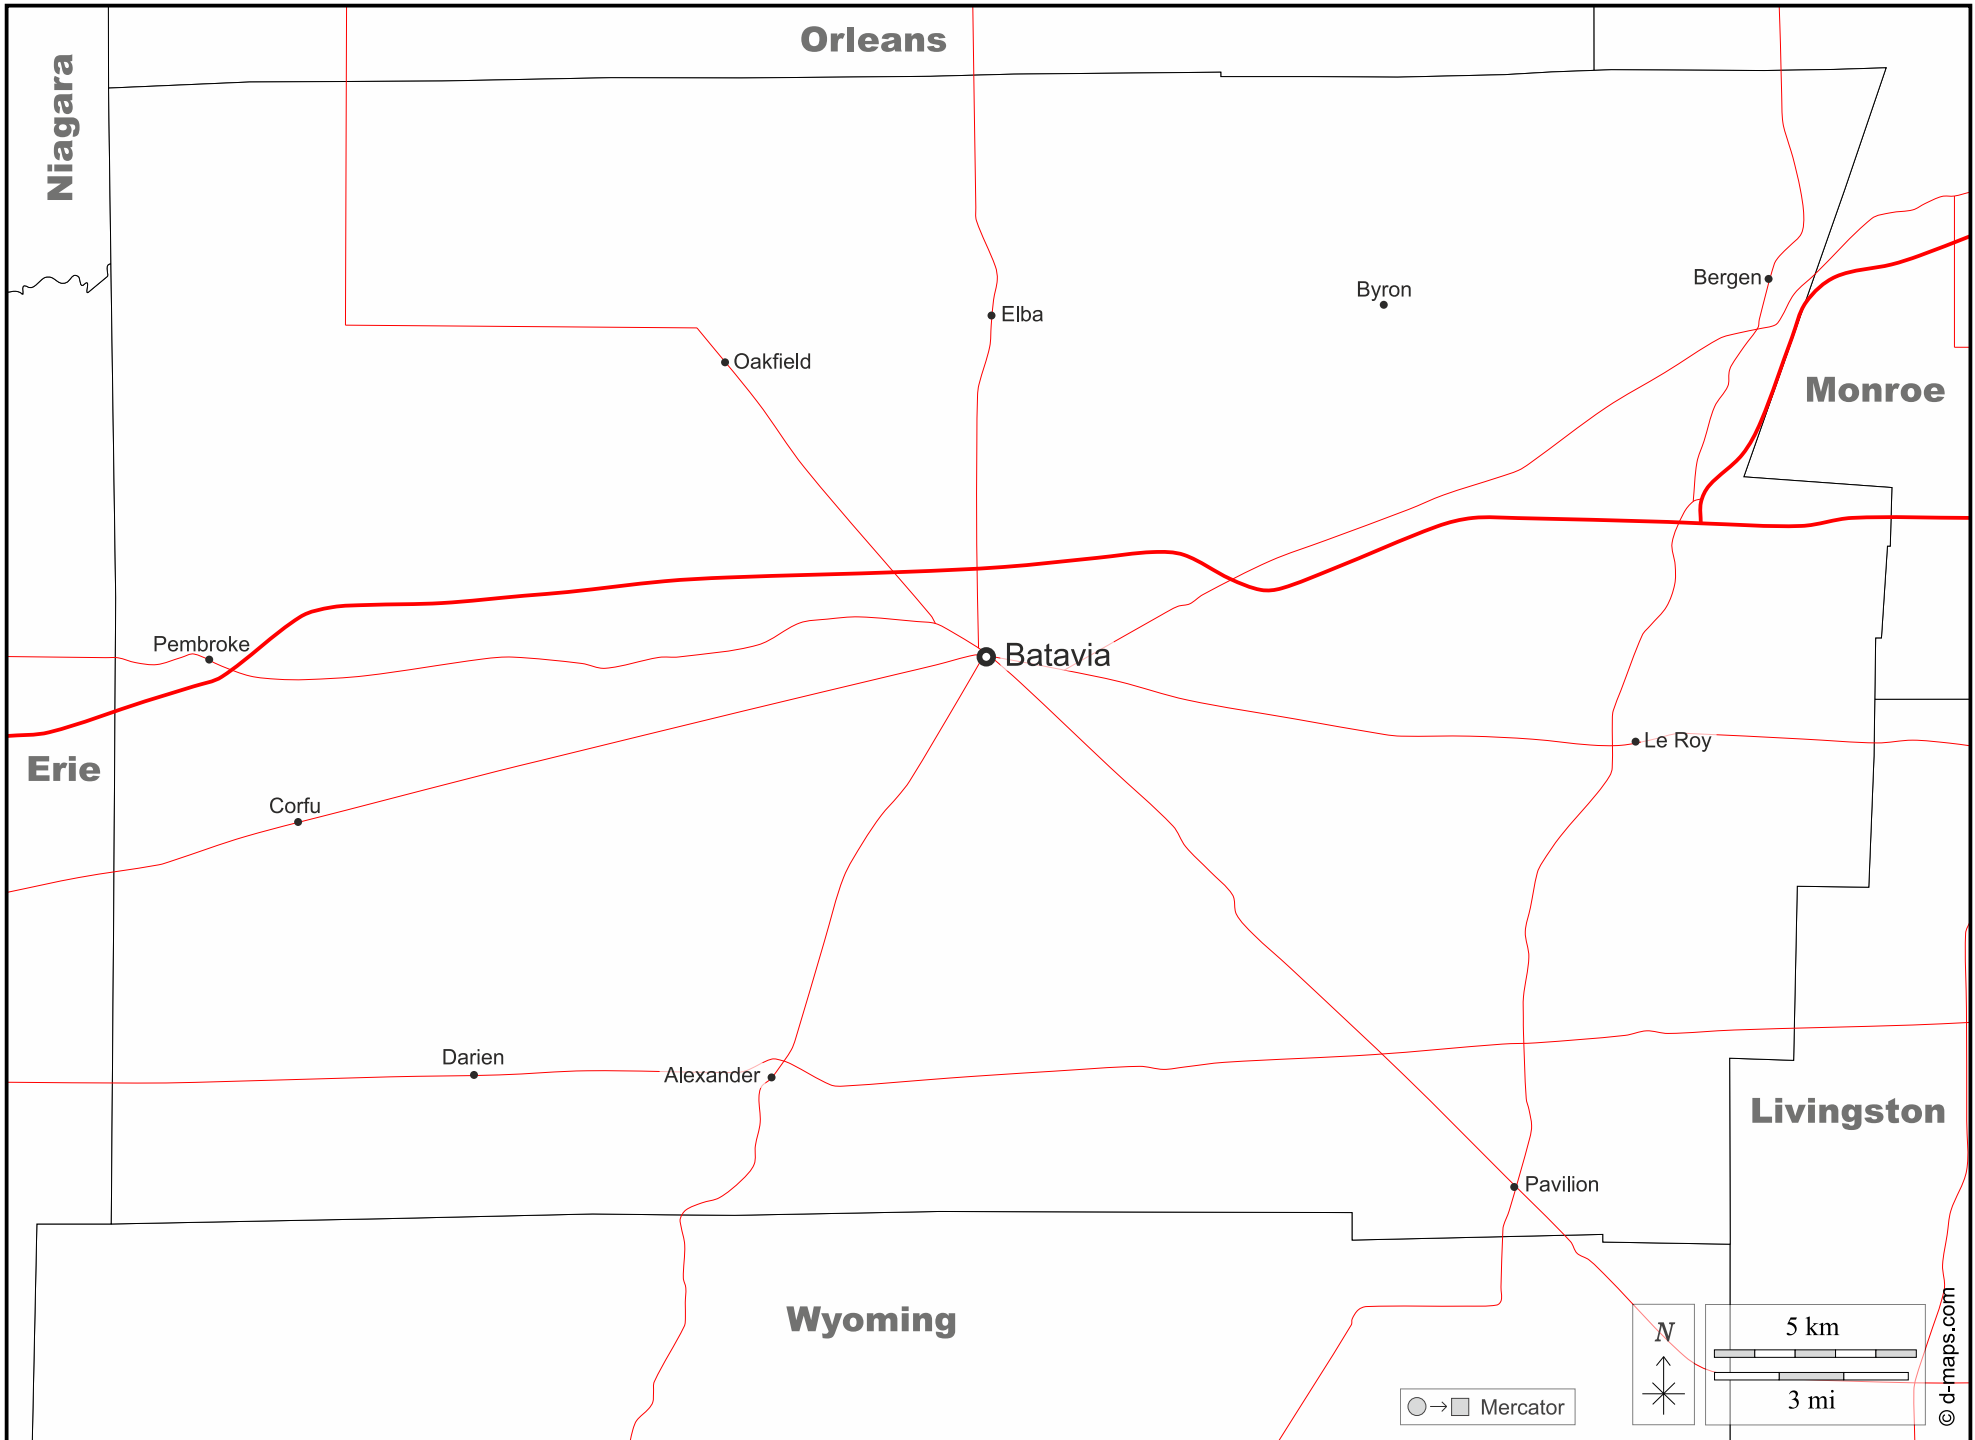 Orleans
Niagara
Bergen
Byron
Elba
Oakfield
Monroe
Pembroke
Batavia
Le Roy
Erie
Corfu
Darien
Alexander
Livingston
Pavilion
Wyoming
N
5 km
3 mi
Mercator
© d-maps.com